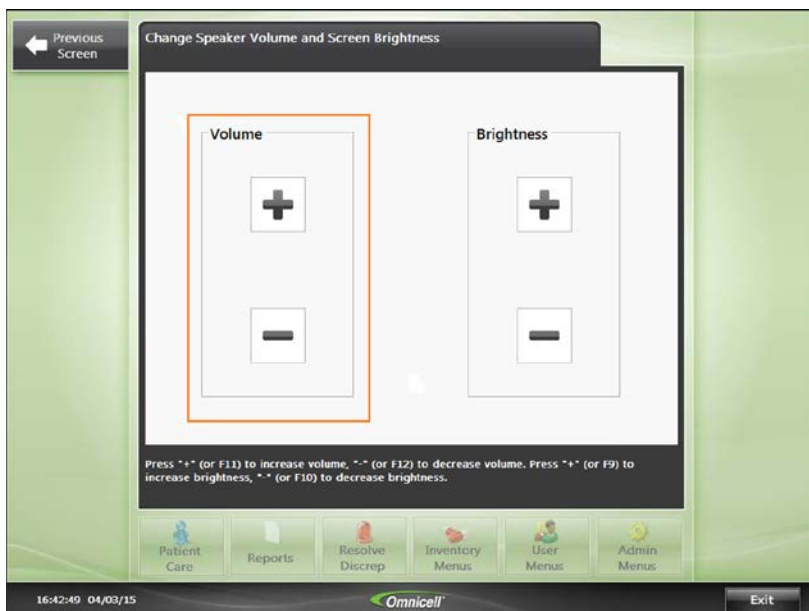 Previous
Screen
Change Speaker Volume and Screen Brightness
Volume
Brightness
+
+
-
-
Press "+" (or F11) to increase volume, "-" (or F12) to decrease volume. Press "+" (or F9) to
increase brightness, "-" (or F10) to decrease brightness.
Patient
Care
Reports
Resolve
Discrep
Inventory
Menus
User
Menus
Admin
Menus
16:42:49 04/03/15
Omnicell
Exit